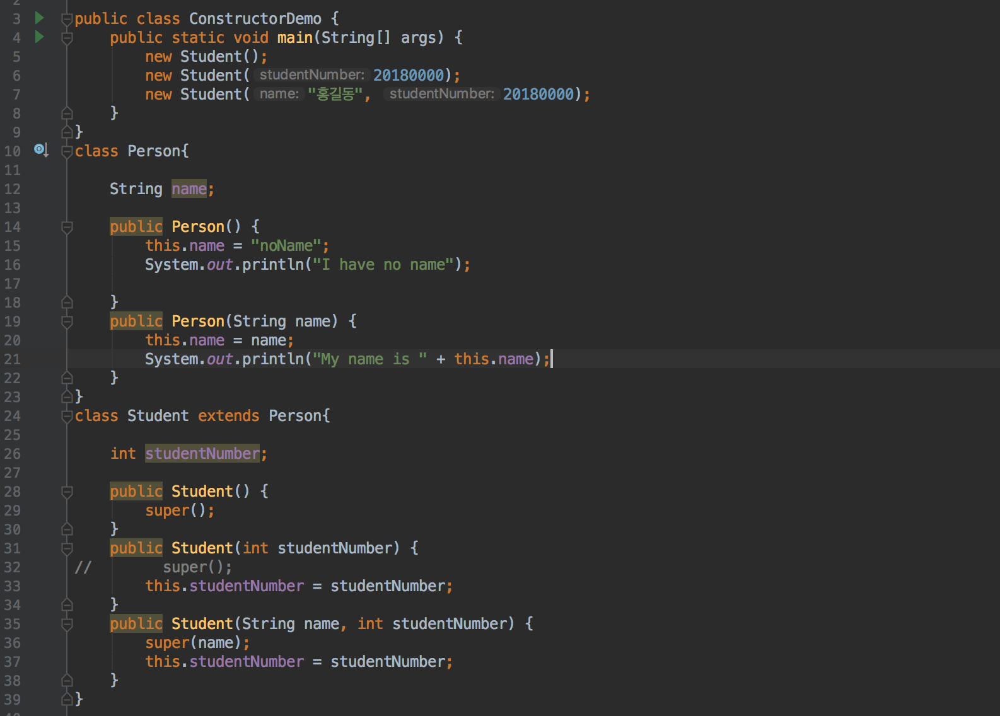 3 public class ConstructorDemo {
4     public static void main(String[] args) {
5         new Student();
6         new Student( studentNumber: 20180000);
7         new Student( name: "홍길동", studentNumber: 20180000);
8     }
9 }
10 class Person{
11
12     String name;
13
14     public Person() {
15         this.name = "noName";
16         System.out.println("I have no name");
17
18     }
19     public Person(String name) {
20         this.name = name;
21         System.out.println("My name is " + this.name);
22     }
23 }
24 class Student extends Person{
25
26     int studentNumber;
27
28     public Student() {
29         super();
30     }
31     public Student(int studentNumber) {
32 //        super();
33         this.studentNumber = studentNumber;
34     }
35     public Student(String name, int studentNumber) {
36         super(name);
37         this.studentNumber = studentNumber;
38     }
39 }